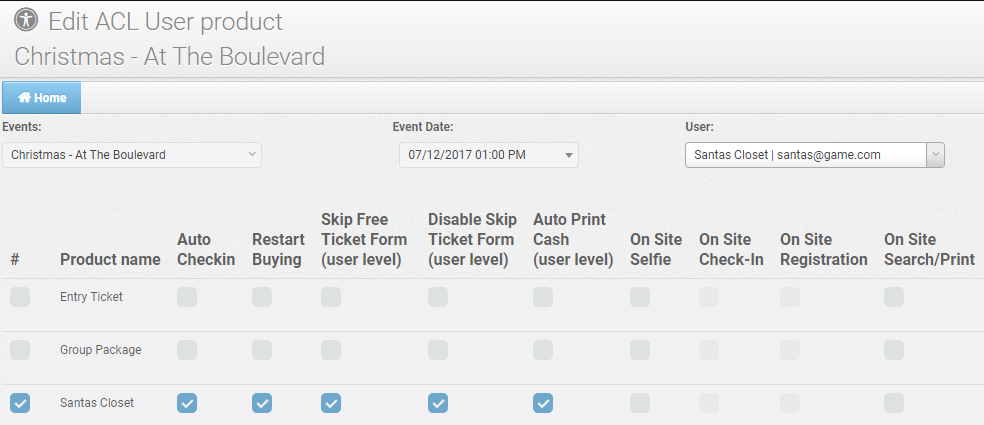 Edit ACL User product
Christmas - At The Boulevard
Home
Events: Event Date: User:
Christmas - At The Boulevard 07/12/2017 01:00 PM Santas Closet | santas@game.com
Skip Free Disable Skip Auto Print
Auto Restart Ticket Form Ticket Form Cash On Site On Site On Site On Site
# Product name Checkin Buying (user level) (user level) (user level) Selfie Check-In Registration Search/Print
Entry Ticket
Group Package
Santas Closet